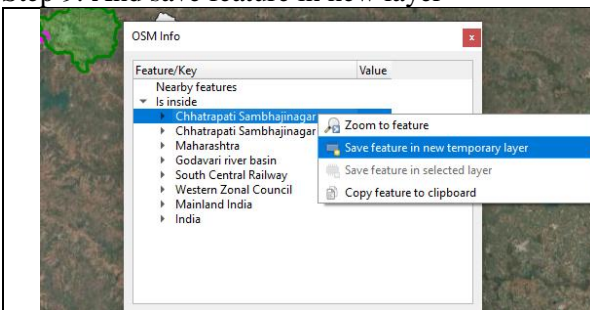 Step 9: And save feature in new layer
OSM Info
x
Feature/Key Value
Nearby features
Is inside
Chhatrapati Sambhajinagar
Chhatrapati Sambhajinagar
Maharashtra
Godavari river basin
South Central Railway
Western Zonal Council
Mainland India
India
Zoom to feature
Save feature in new temporary layer
Save feature in selected layer
Copy feature to clipboard